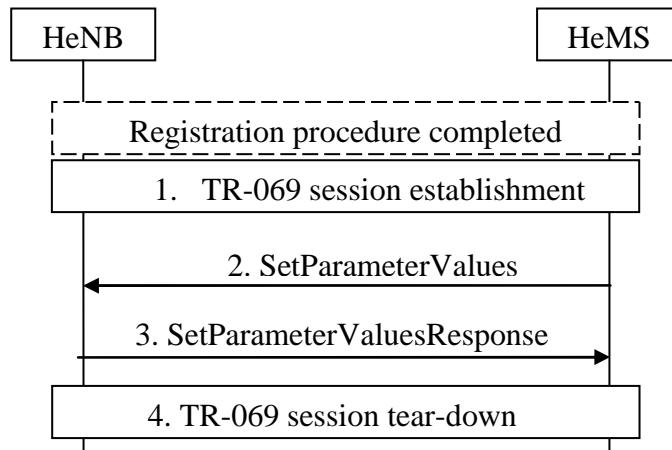 HeNB
HeMS
Registration procedure completed
1. TR-069 session establishment
2. SetParameterValues
3. SetParameterValuesResponse
4. TR-069 session tear-down